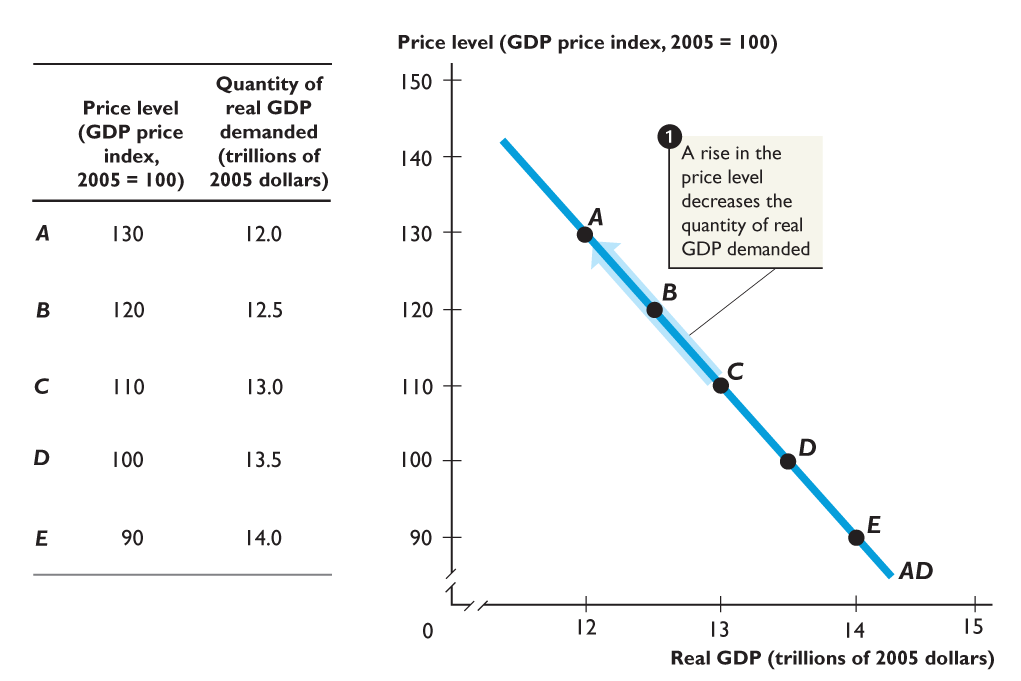 Price level
(GDP price
index,
2005 = 100)
Quantity of
real GDP
demanded
(trillions of
2005 dollars)
A 130 12.0
B 120 12.5
C 110 13.0
D 100 13.5
E 90 14.0
Price level (GDP price index, 2005 = 100)
150
140
130
120
110
100
90
0
1
A rise in the
price level
decreases the
quantity of real
GDP demanded
A
B
C
D
E
AD
12 13 14 15
Real GDP (trillions of 2005 dollars)